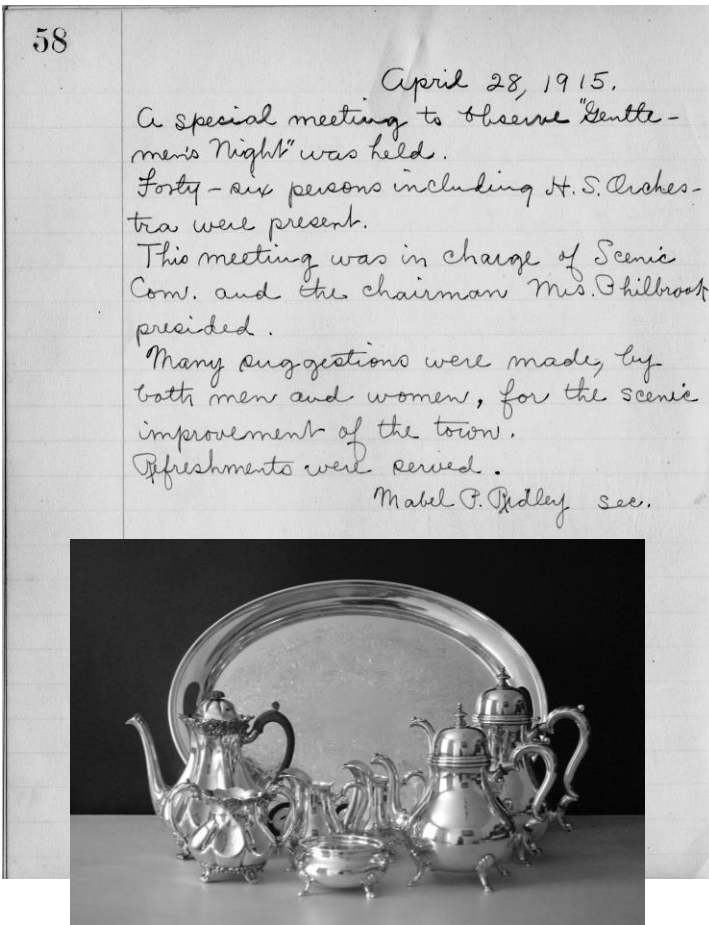 58
April 28, 1915.
A special meeting to observe "Gentle-
men's Night" was held.
Forty-six persons including H. S. Orches-
tra were present.
This meeting was in charge of Scenic
Com. and the chairman Mrs. Philbrook
presided.
Many suggestions were made, by
both men and women, for the scenic
improvement of the town.
Refreshments were served.
Mabel P. Ridley sec.